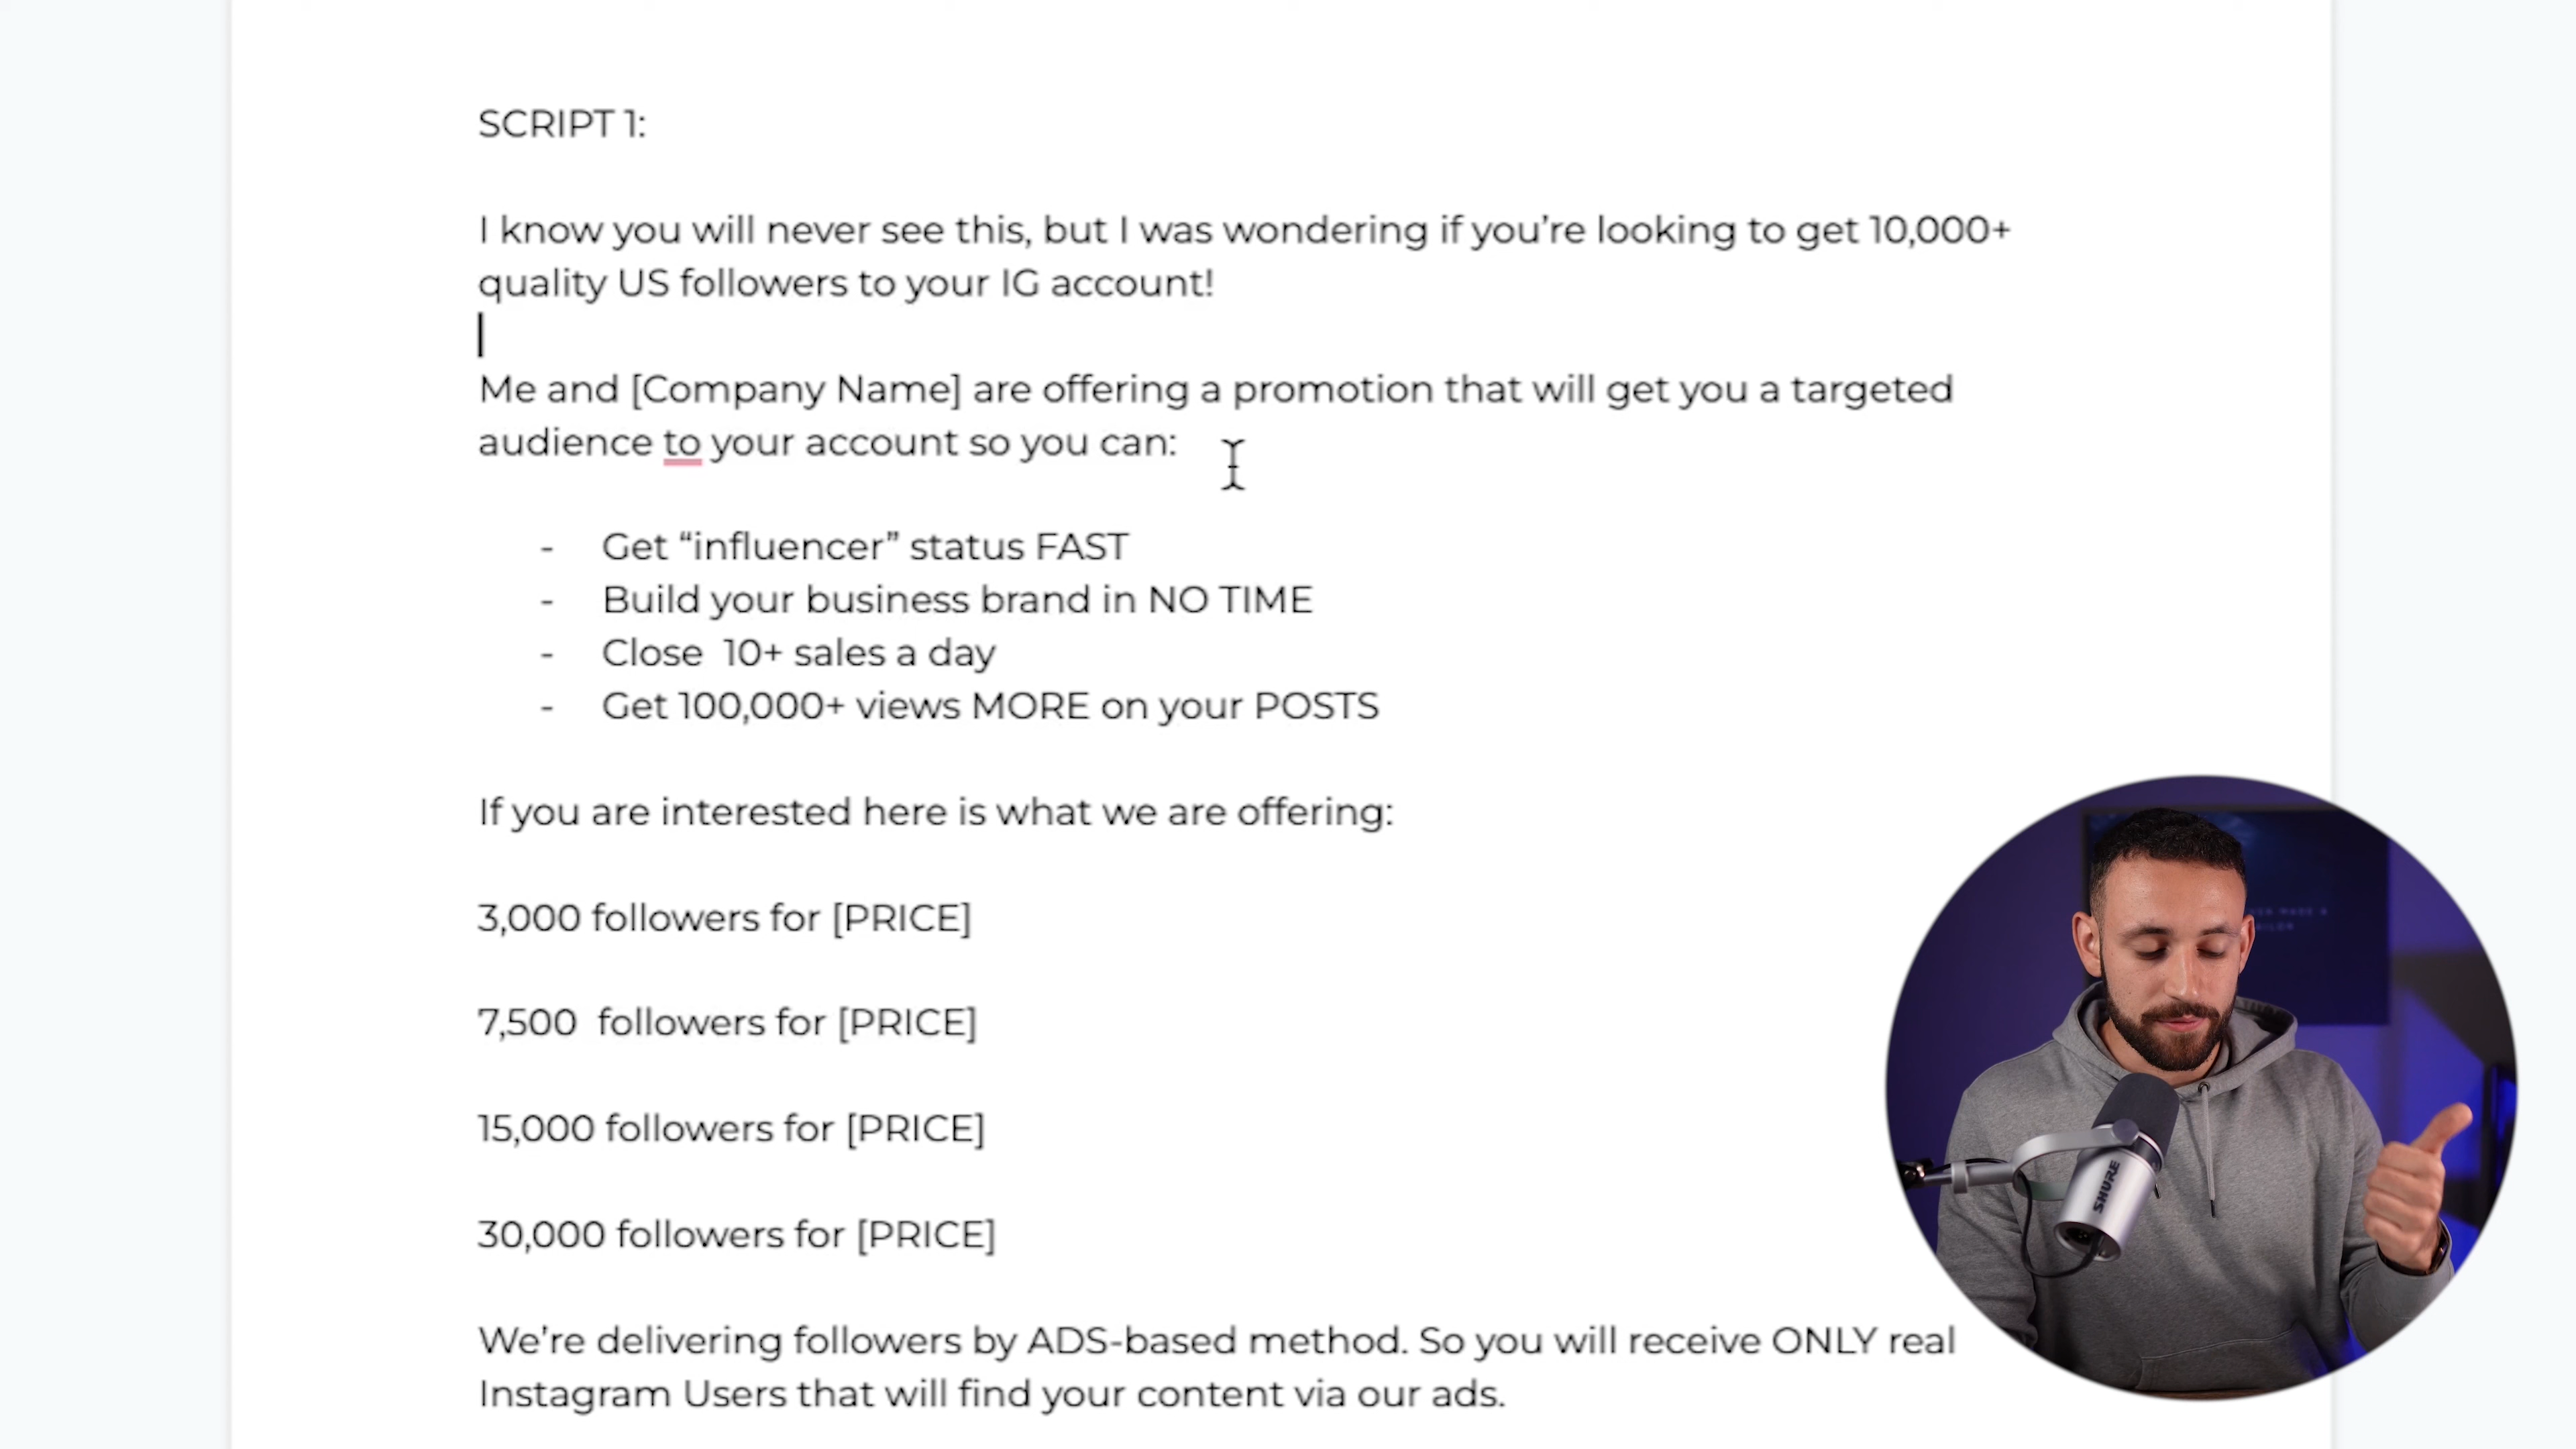 SCRIPT 1:
I know you will never see this, but I was wondering if you’re looking to get 10,000+
quality US followers to your IG account!
Me and [Company Name] are offering a promotion that will get you a targeted
audience to your account so you can:
- Get “influencer” status FAST
- Build your business brand in NO TIME
- Close  10+ sales a day
- Get 100,000+ views MORE on your POSTS
If you are interested here is what we are offering:
3,000 followers for [PRICE]
7,500  followers for [PRICE]
15,000 followers for [PRICE]
30,000 followers for [PRICE]
We’re delivering followers by ADS-based method. So you will receive ONLY real
Instagram Users that will find your content via our ads.
SHURE